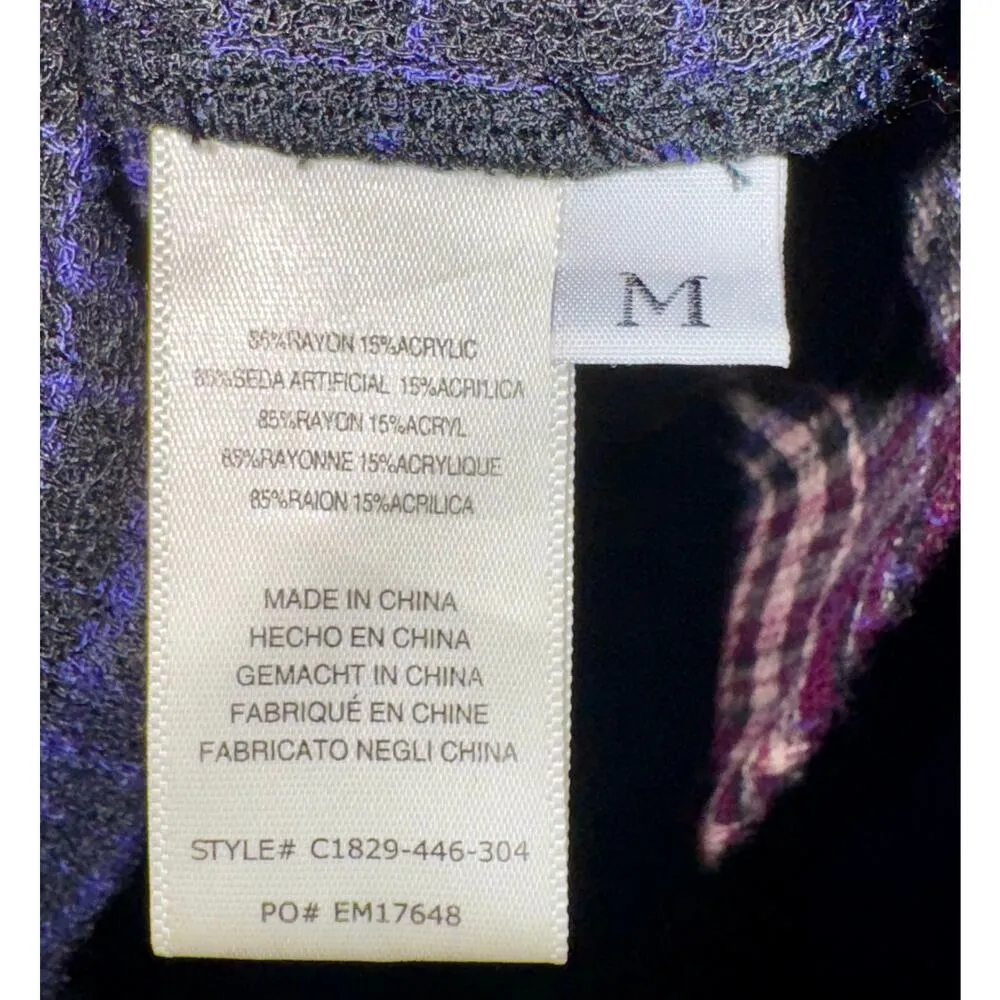 M
85%RAYON 15%ACRYLIC
85%SEDA ARTIFICIAL 15%ACRILICA
85%RAYON 15%ACRYL
85%RAYONNE 15%ACRYLIQUE
85%RAION 15%ACRILICA
MADE IN CHINA
HECHO EN CHINA
GEMACHT IN CHINA
FABRIQUÉ EN CHINE
FABRICATO NEGLI CHINA
STYLE# C1829-446-304
PO# EM17648